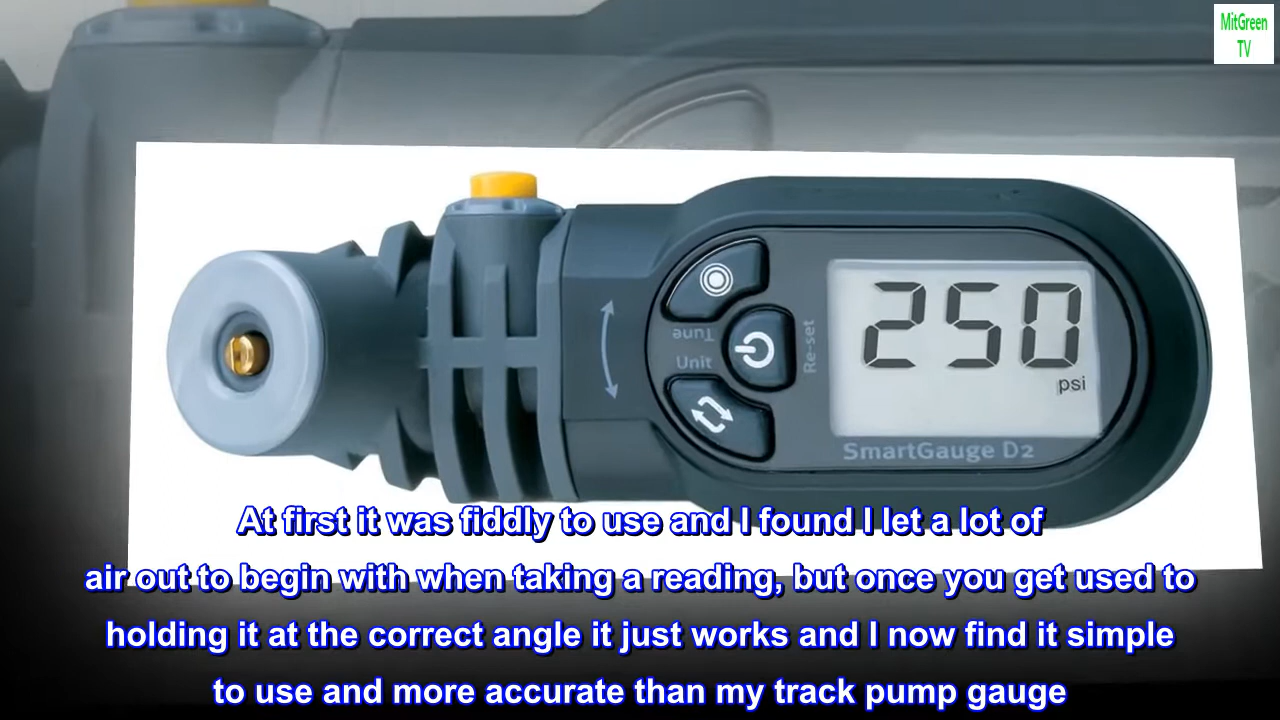 MitGreen
TV
250
psi
Tune
Unit
Re-set
SmartGauge D2
At first it was fiddly to use and I found I let a lot of
air out to begin with when taking a reading, but once you get used to
holding it at the correct angle it just works and I now find it simple
to use and more accurate than my track pump gauge